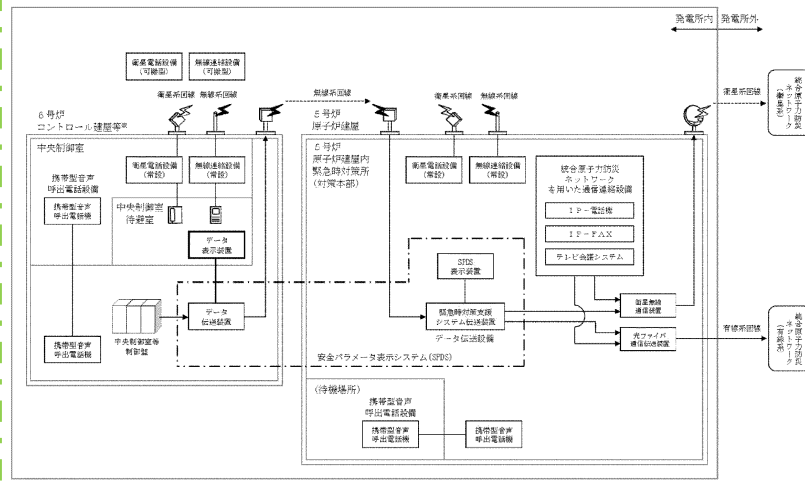 発電所内 発電所外
衛星電話設備
(可搬型)
無線連絡設備
(可搬型)
衛星系回線 無線系回線
無線系回線
衛星系回線 無線系回線
衛星系回線
統合原子力防災
ネットワーク
(衛星系)
6号炉
コントロール建屋等※
5号炉
原子炉建屋
中央制御室
携帯型音声
呼出電話設備
携帯型音声
呼出電話機
衛星電話設備
(常設)
無線連絡設備
(常設)
中央制御室
待避室
データ
表示装置
中央制御室等
制御盤
データ
伝送装置
携帯型音声
呼出電話機
5号炉
原子炉建屋内
緊急時対策所
(対策本部)
衛星電話設備
(常設)
無線連絡設備
(常設)
統合原子力防災
ネットワーク
を用いた通信連絡設備
IP-電話機
IP-FAX
テレビ会議システム
SPDS
表示装置
緊急時対策支援
システム伝送装置
データ伝送設備
衛星無線
通信装置
光ファイバ
通信伝送装置
有線系回線
統合原子力防災
ネットワーク
(有線系)
安全パラメータ表示システム(SPDS)
(待機場所)
携帯型音声
呼出電話設備
携帯型音声
呼出電話機
携帯型音声
呼出電話機